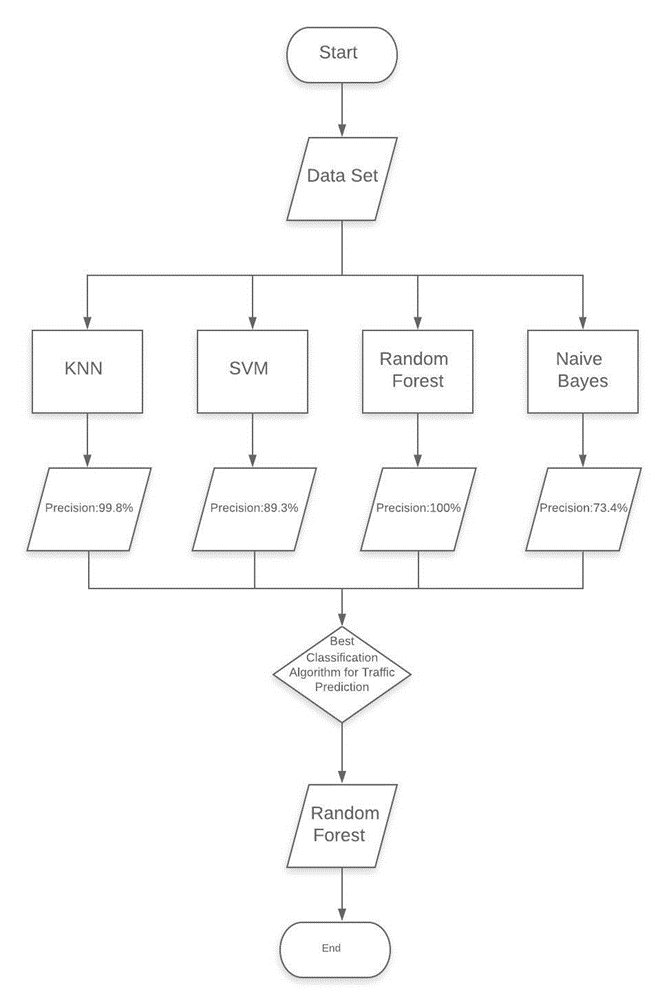 Start
Data Set
KNN
SVM
Random
Forest
Naive
Bayes
Precision:99.8%
Precision:89.3%
Precision:100%
Precision:73.4%
Best
Classification
Algorithm for Traffic
Prediction
Random
Forest
End